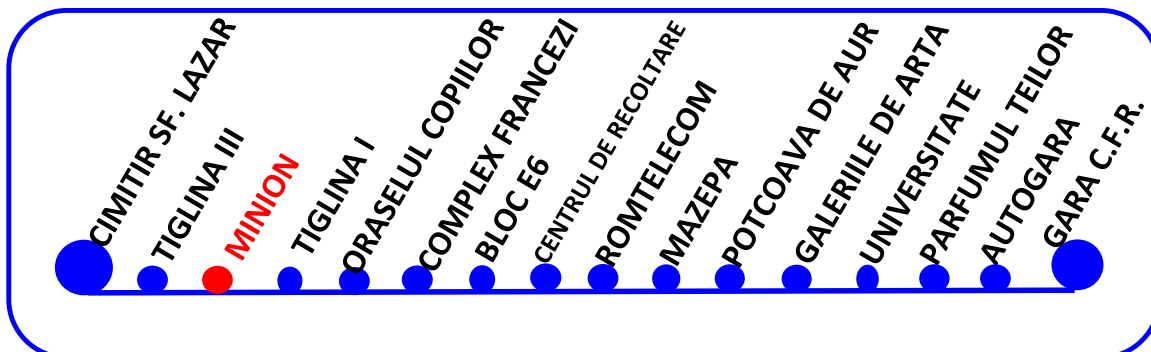 CIMITIR SF. LAZAR
TIGLINA III
MINION
TIGLINA I
ORASELUL COPIILOR
COMPLEX FRANCEZI
BLOC E6
CENTRUL DE RECOLTARE
ROMTELECOM
MAZEPA
POTCOAVA DE AUR
GALERIILE DE ARTA
UNIVERSITATE
PARFUMUL TEILOR
AUTOGARA
GARA C.F.R.